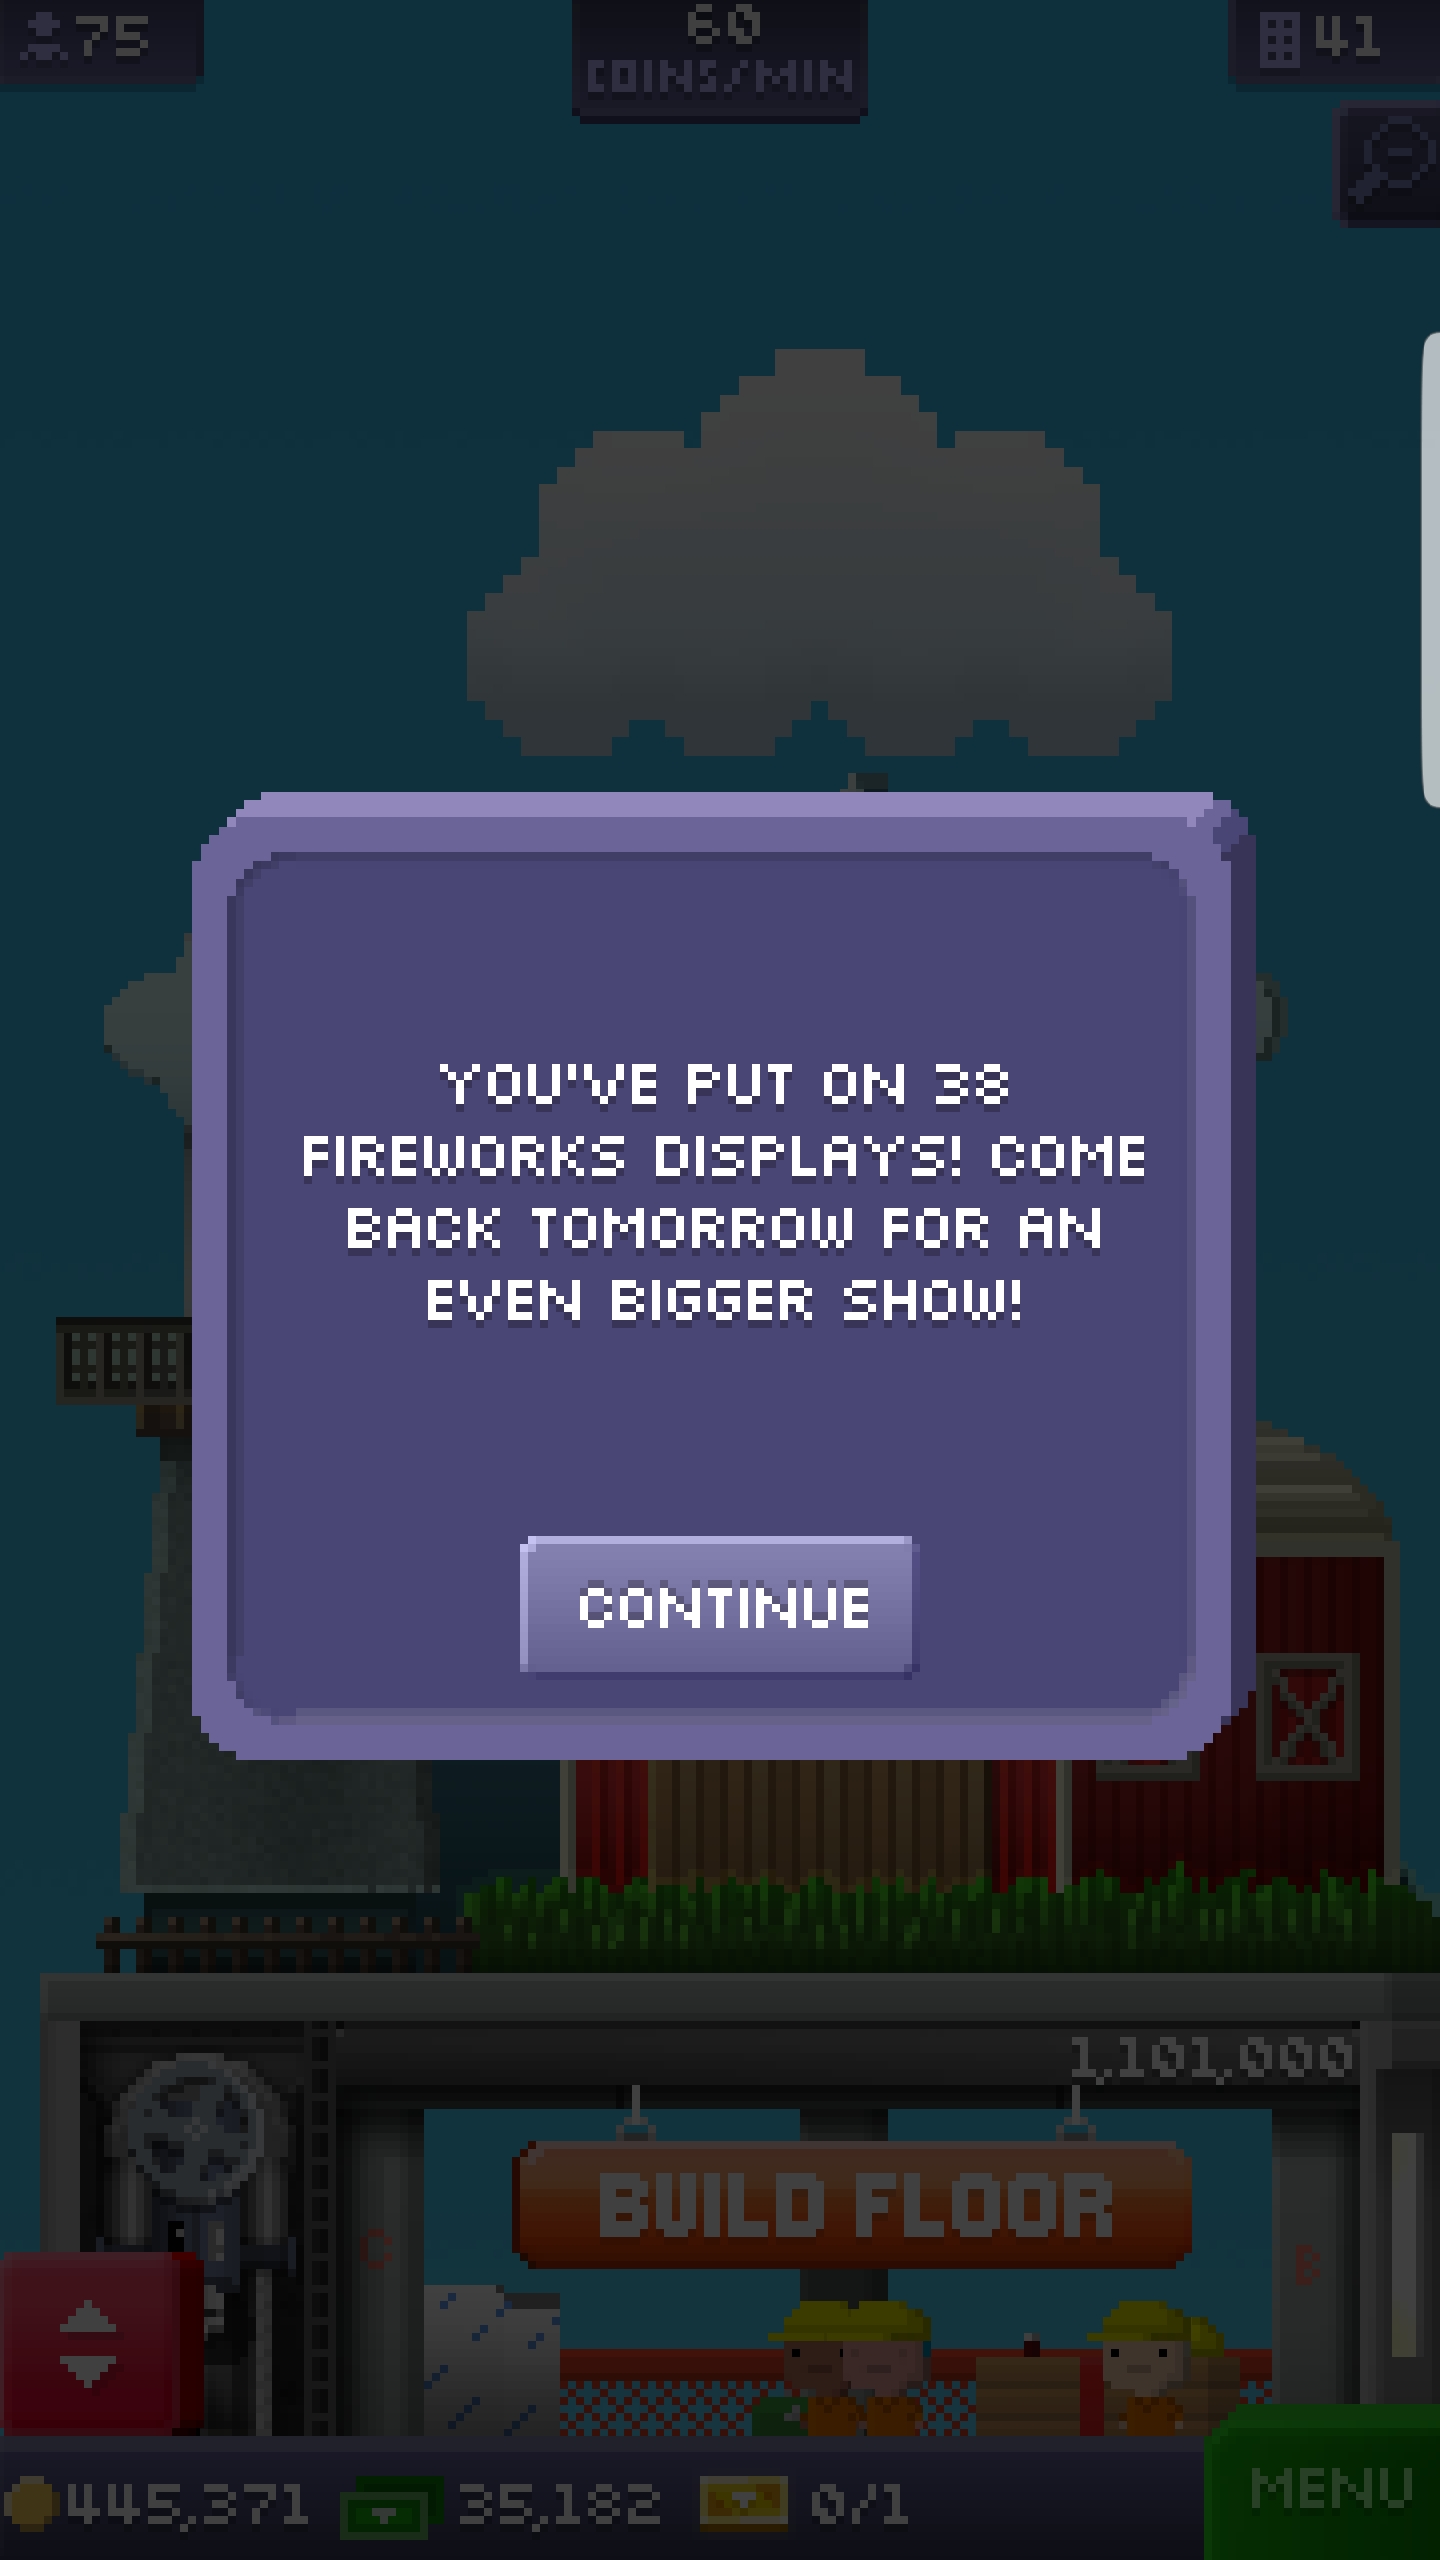 75
60
COINS/MIN
41
YOU'VE PUT ON 38
FIREWORKS DISPLAYS! COME
BACK TOMORROW FOR AN
EVEN BIGGER SHOW!
CONTINUE
1,101,000
BUILD FLOOR
C
B
445,371
35,182
0/1
MENU